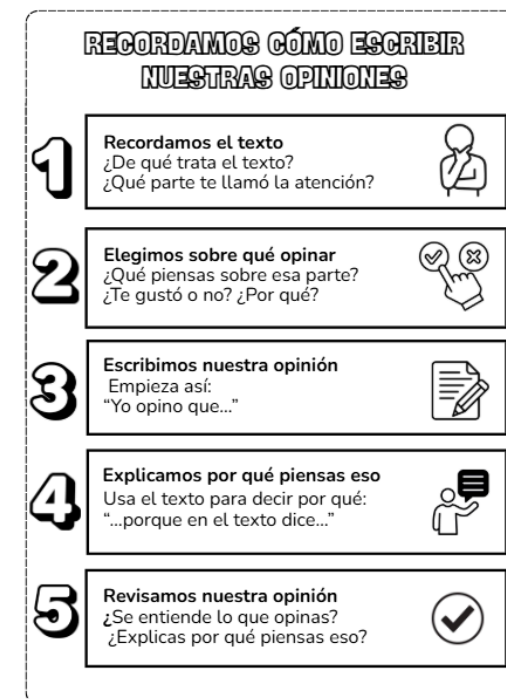 RECORDAMOS CÓMO ESCRIBIR
NUESTRAS OPINIONES
1
Recordamos el texto
¿De qué trata el texto?
¿Qué parte te llamó la atención?
2
Elegimos sobre qué opinar
¿Qué piensas sobre esa parte?
¿Te gustó o no? ¿Por qué?
3
Escribimos nuestra opinión
Empieza así:
“Yo opino que...”
4
Explicamos por qué piensas eso
Usa el texto para decir por qué:
“...porque en el texto dice...”
5
Revisamos nuestra opinión
¿Se entiende lo que opinas?
¿Explicas por qué piensas eso?